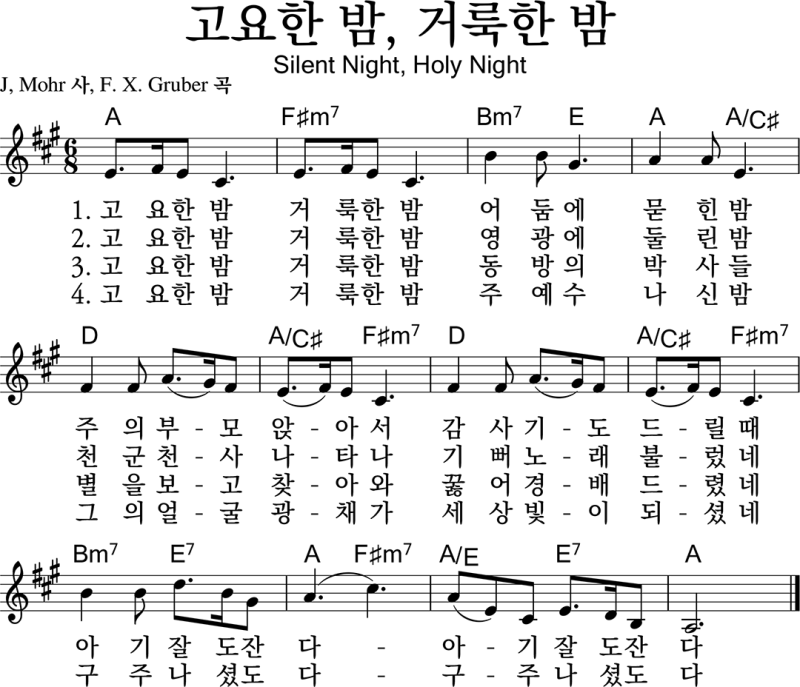 고요한 밤, 거룩한 밤
Silent Night, Holy Night
J, Mohr 사, F. X. Gruber 곡
A F♯m7 Bm7 E A A/C♯
6 8
1. 고 요한 밤 거 룩한 밤 어 둠에 묻 힌밤
2. 고 요한 밤 거 룩한 밤 영 광에 둘 린밤
3. 고 요한 밤 거 룩한 밤 동 방의 박 사들
4. 고 요한 밤 거 룩한 밤 주 예수 나 신밤
D A/C♯ F♯m7 D A/C♯ F♯m7
주 의부 - 모 앉 - 아서 감 사기 - 도 드 - 릴때
천 군천 - 사 나 - 타나 기 뻐노 - 래 불 - 렀네
별 을보 - 고 찾 - 아와 꿇 어경 - 배 드 - 렸네
그 의얼 - 굴 광 - 채가 세 상빛 - 이 되 - 셨네
Bm7 E7 A F♯m7 A/E E7 A
아 기 잘 도잔 다 - 아 - 기 잘 도잔 다
구 주나 셨도 다 - 구 - 주나 셨도 다